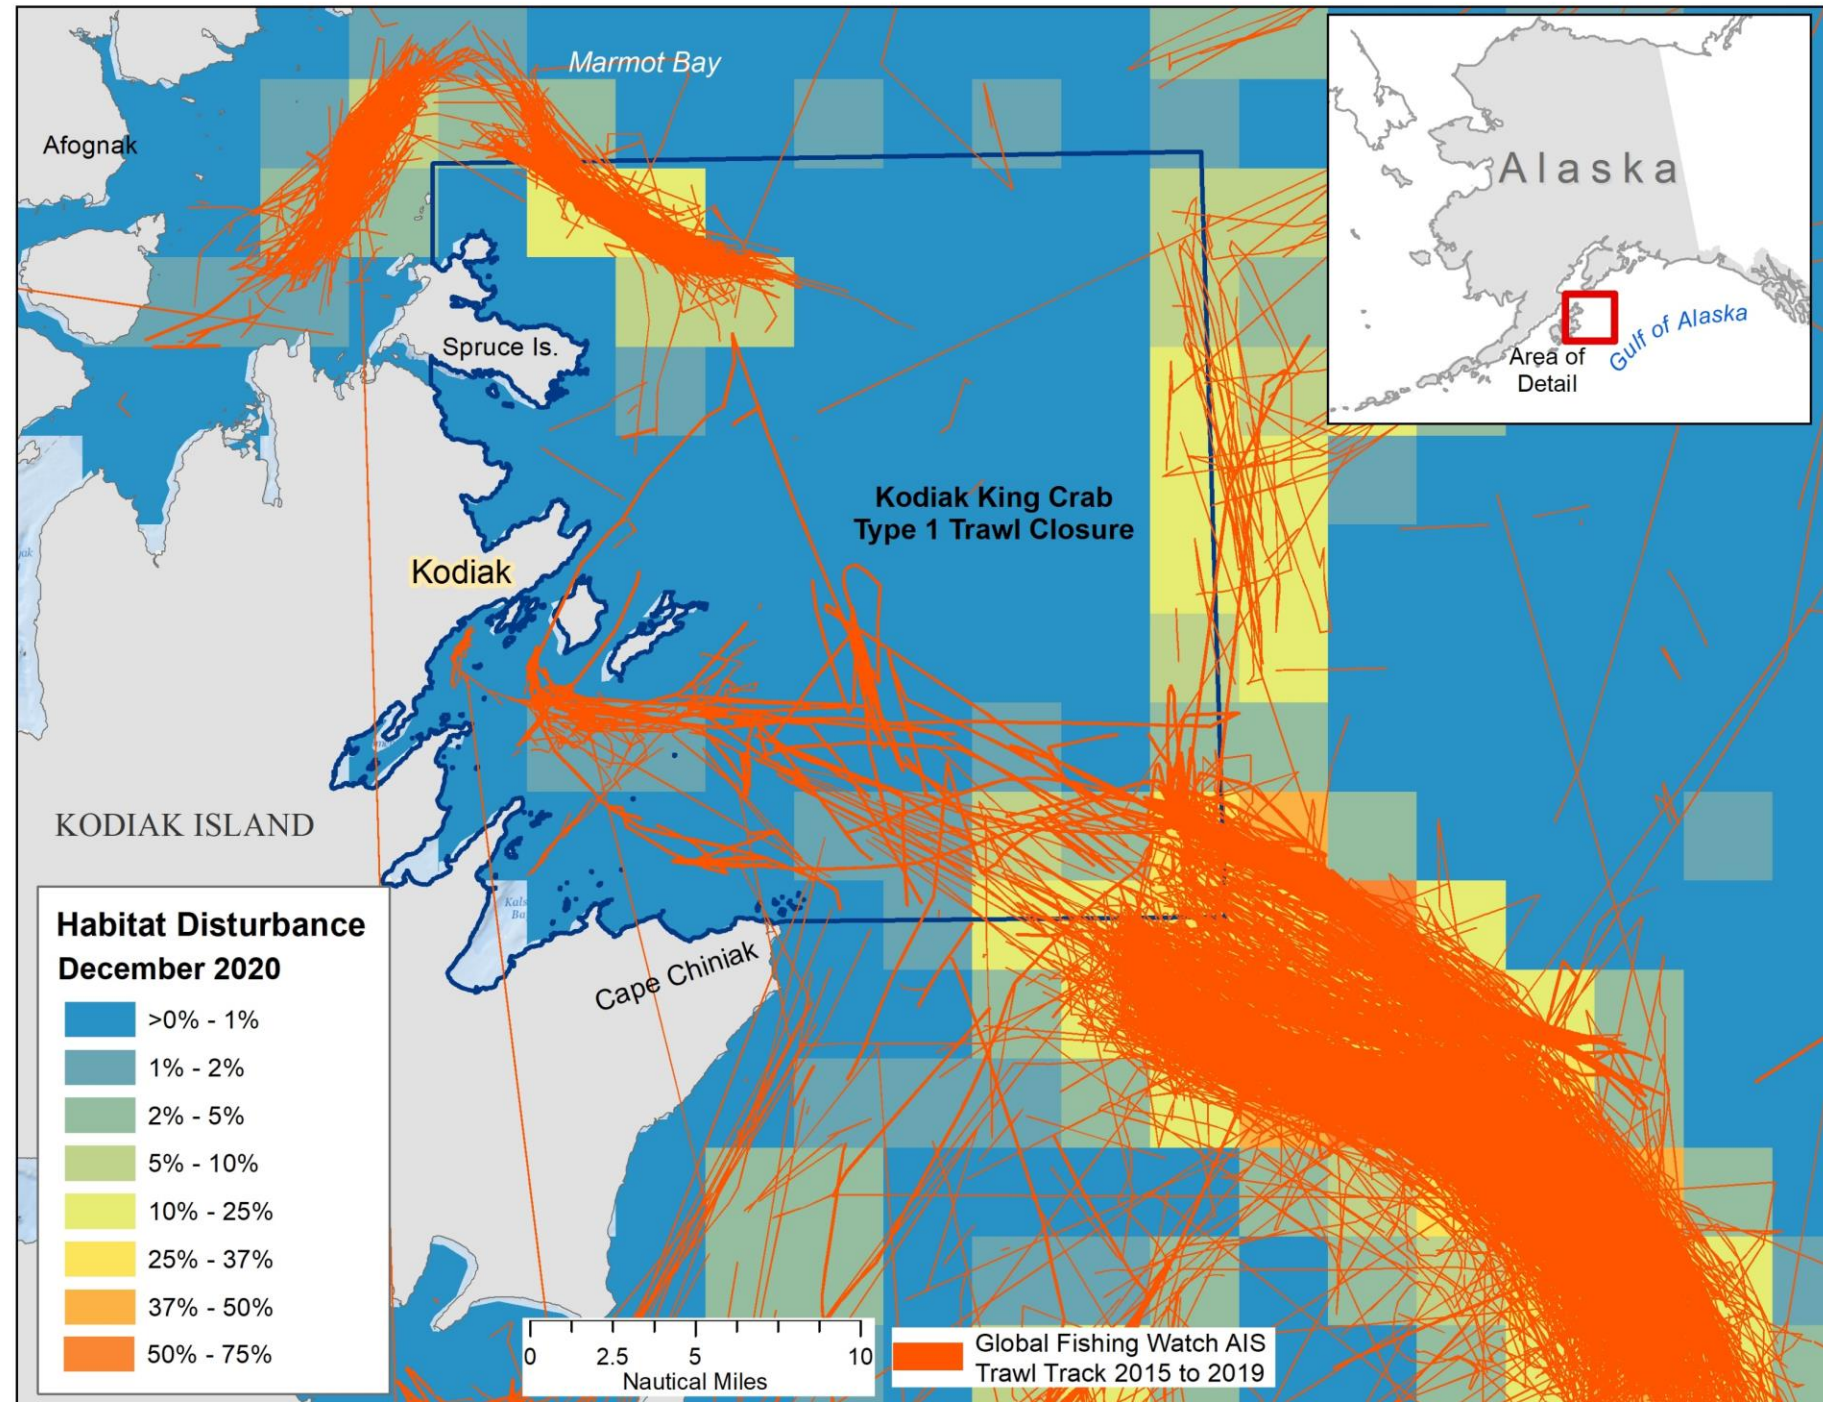 Marmot Bay
Afognak
Alaska
Gulf of Alaska
Area of
Detail
Spruce Is.
Kodiak King Crab
Type 1 Trawl Closure
Kodiak
KODIAK ISLAND
Kals
Ba
Cape Chiniak
Habitat Disturbance
December 2020
>0% - 1%
1% - 2%
2% - 5%
5% - 10%
10% - 25%
25% - 37%
37% - 50%
50% - 75%
0 2.5 5 10
Nautical Miles
Global Fishing Watch AIS
Trawl Track 2015 to 2019